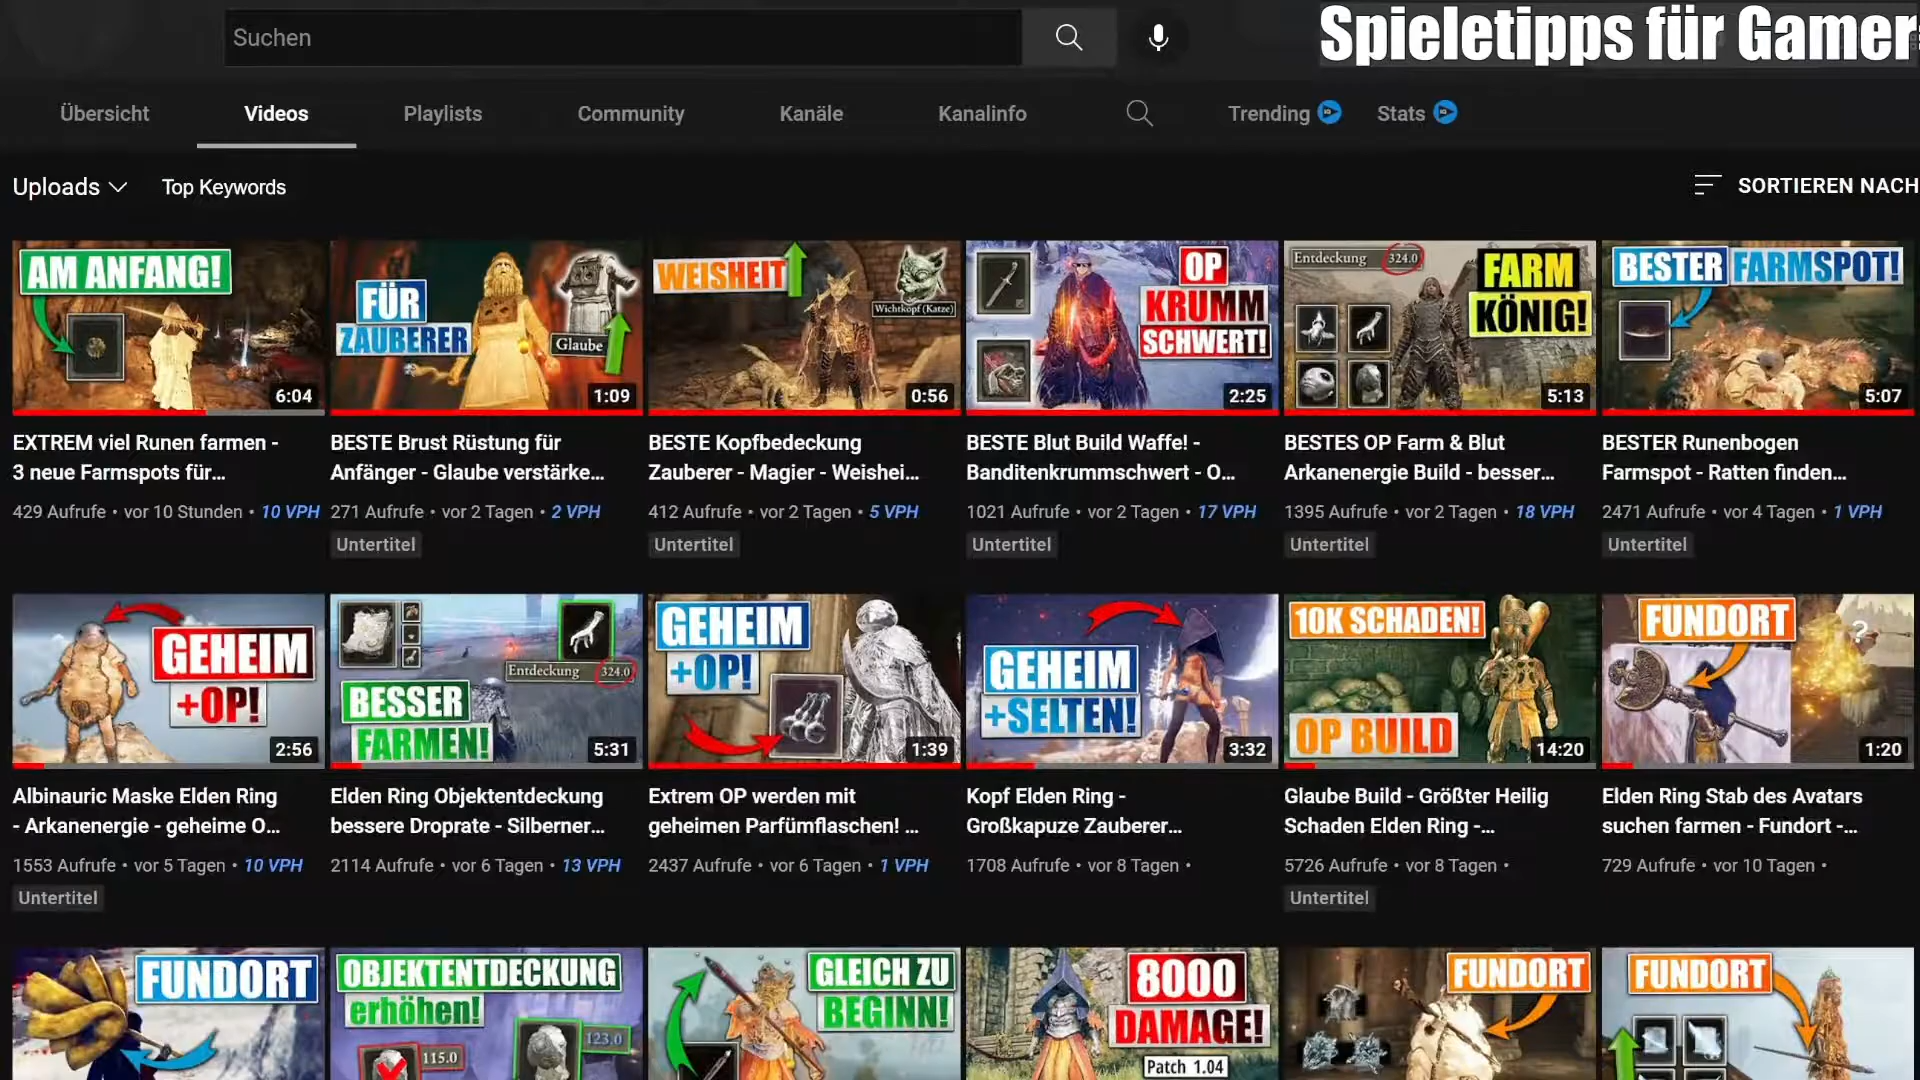 Suchen
Spieletipps für Gamer
Übersicht
Videos
Playlists
Community
Kanäle
Kanalinfo
Trending
Stats
Uploads
Top Keywords
SORTIEREN NACH
AM ANFANG!
6:04
FÜR
ZAUBERER
Glaube
1:09
WEISHEIT
Wichtkopf (Katze)
0:56
OP
KRUMM
SCHWERT!
2:25
Entdeckung 324.0
FARM
KÖNIG!
5:13
BESTER FARMSPOT!
5:07
EXTREM viel Runen farmen -
3 neue Farmspots für...
429 Aufrufe • vor 10 Stunden • 10 VPH
BESTE Brust Rüstung für
Anfänger - Glaube verstärke...
271 Aufrufe • vor 2 Tagen • 2 VPH
Untertitel
BESTE Kopfbedeckung
Zauberer - Magier - Weishei...
412 Aufrufe • vor 2 Tagen • 5 VPH
Untertitel
BESTE Blut Build Waffe! -
Banditenkrummschwert - O...
1021 Aufrufe • vor 2 Tagen • 17 VPH
Untertitel
BESTES OP Farm & Blut
Arkanenergie Build - besser...
1395 Aufrufe • vor 2 Tagen • 18 VPH
Untertitel
BESTER Runenbogen
Farmspot - Ratten finden...
2471 Aufrufe • vor 4 Tagen • 1 VPH
Untertitel
GEHEIM
+OP!
2:56
Entdeckung 324.0
BESSER
FARMEN!
5:31
GEHEIM
+OP!
1:39
GEHEIM
+SELTEN!
3:32
10K SCHADEN!
OP BUILD
14:20
FUNDORT
?
1:20
Albinauric Maske Elden Ring
- Arkanenergie - geheime O...
1553 Aufrufe • vor 5 Tagen • 10 VPH
Untertitel
Elden Ring Objektentdeckung
bessere Droprate - Silberner...
2114 Aufrufe • vor 6 Tagen • 13 VPH
Extrem OP werden mit
geheimen Parfümflaschen! ...
2437 Aufrufe • vor 6 Tagen • 1 VPH
Kopf Elden Ring -
Großkapuze Zauberer...
1708 Aufrufe • vor 8 Tagen •
Glaube Build - Größter Heilig
Schaden Elden Ring -...
5726 Aufrufe • vor 8 Tagen •
Untertitel
Elden Ring Stab des Avatars
suchen farmen - Fundort -...
729 Aufrufe • vor 10 Tagen •
FUNDORT
OBJEKTENTDECKUNG
erhöhen!
115.0
123.0
GLEICH ZU
BEGINN!
8000
DAMAGE!
Patch 1.04
FUNDORT
FUNDORT